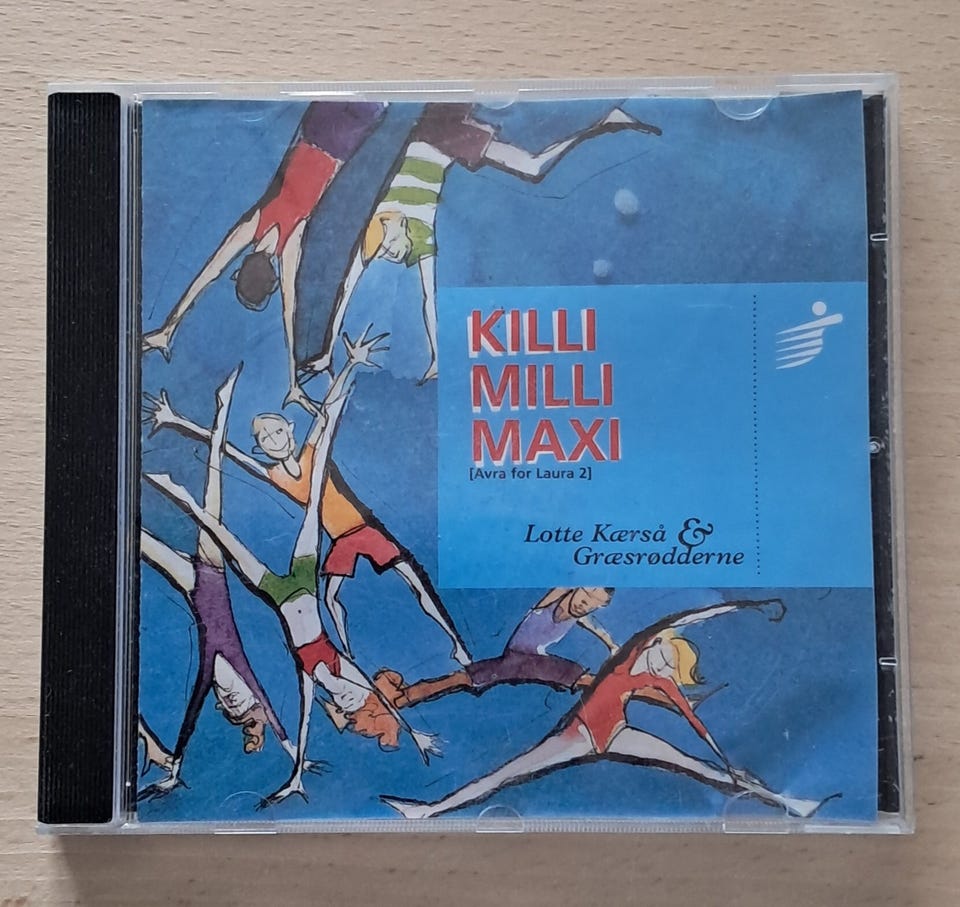 KILLI
MILLI
MAXI
[Avra for Laura 2]
Lotte Kærså &
Græsrødderne